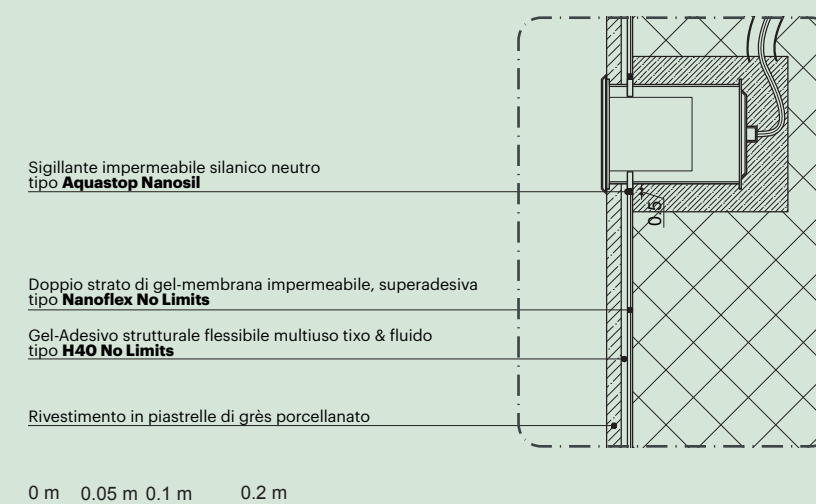 Sigillante impermeabile silanico neutro
tipo Aquastop Nanosil
0.5
Doppio strato di gel-membrana impermeabile, superadesiva
tipo Nanoflex No Limits
Gel-Adesivo strutturale flessibile multiuso tixo & fluido
tipo H40 No Limits
Rivestimento in piastrelle di grès porcellanato
0 m 0.05 m 0.1 m 0.2 m